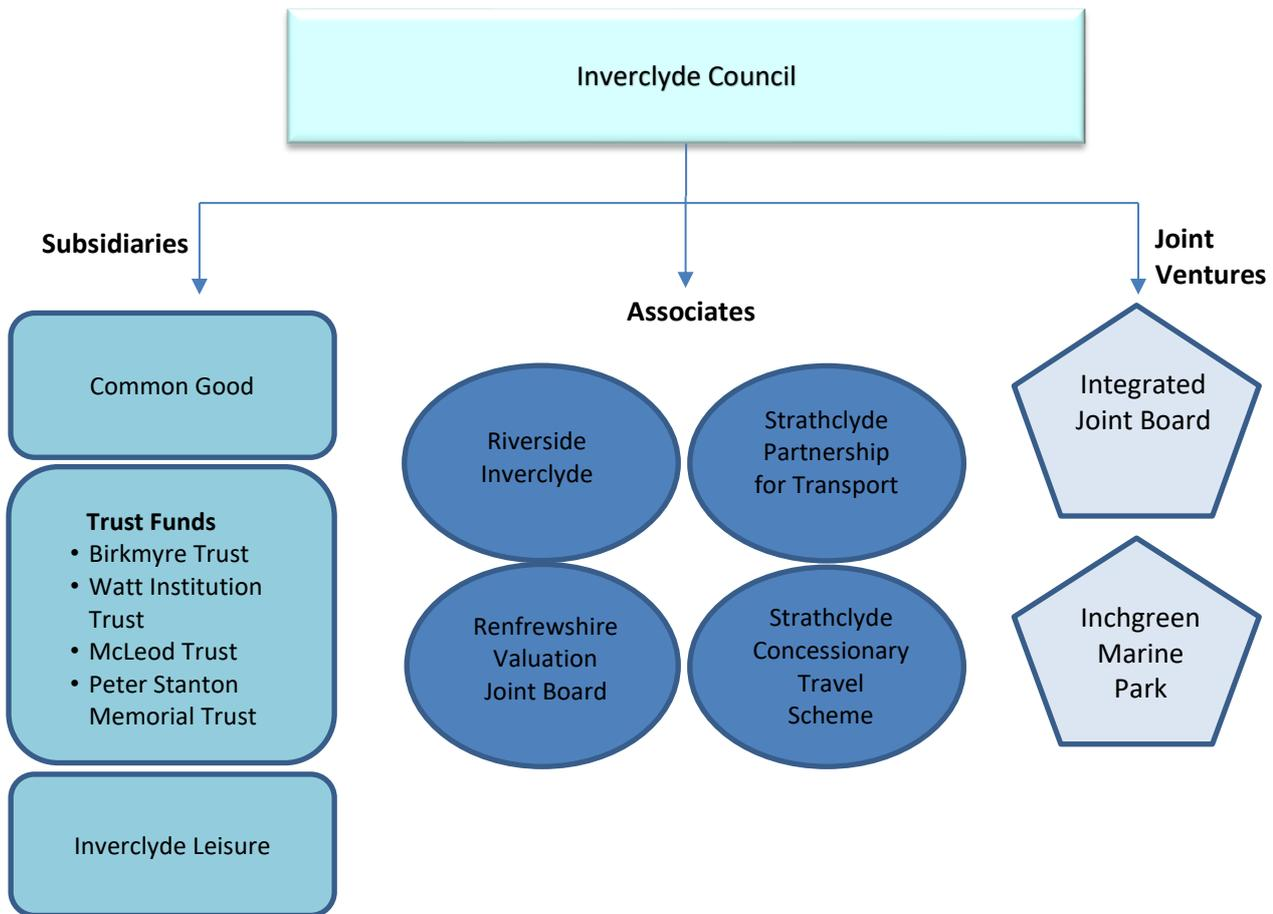 Inverclyde Council
Subsidiaries
Common Good
Trust Funds
• Birkmyre Trust
• Watt Institution
Trust
• McLeod Trust
• Peter Stanton
Memorial Trust
Inverclyde Leisure
Associates
Riverside
Inverclyde
Strathclyde
Partnership
for Transport
Renfrewshire
Valuation
Joint Board
Strathclyde
Concessionary
Travel
Scheme
Joint
Ventures
Integrated
Joint Board
Inchgreen
Marine
Park